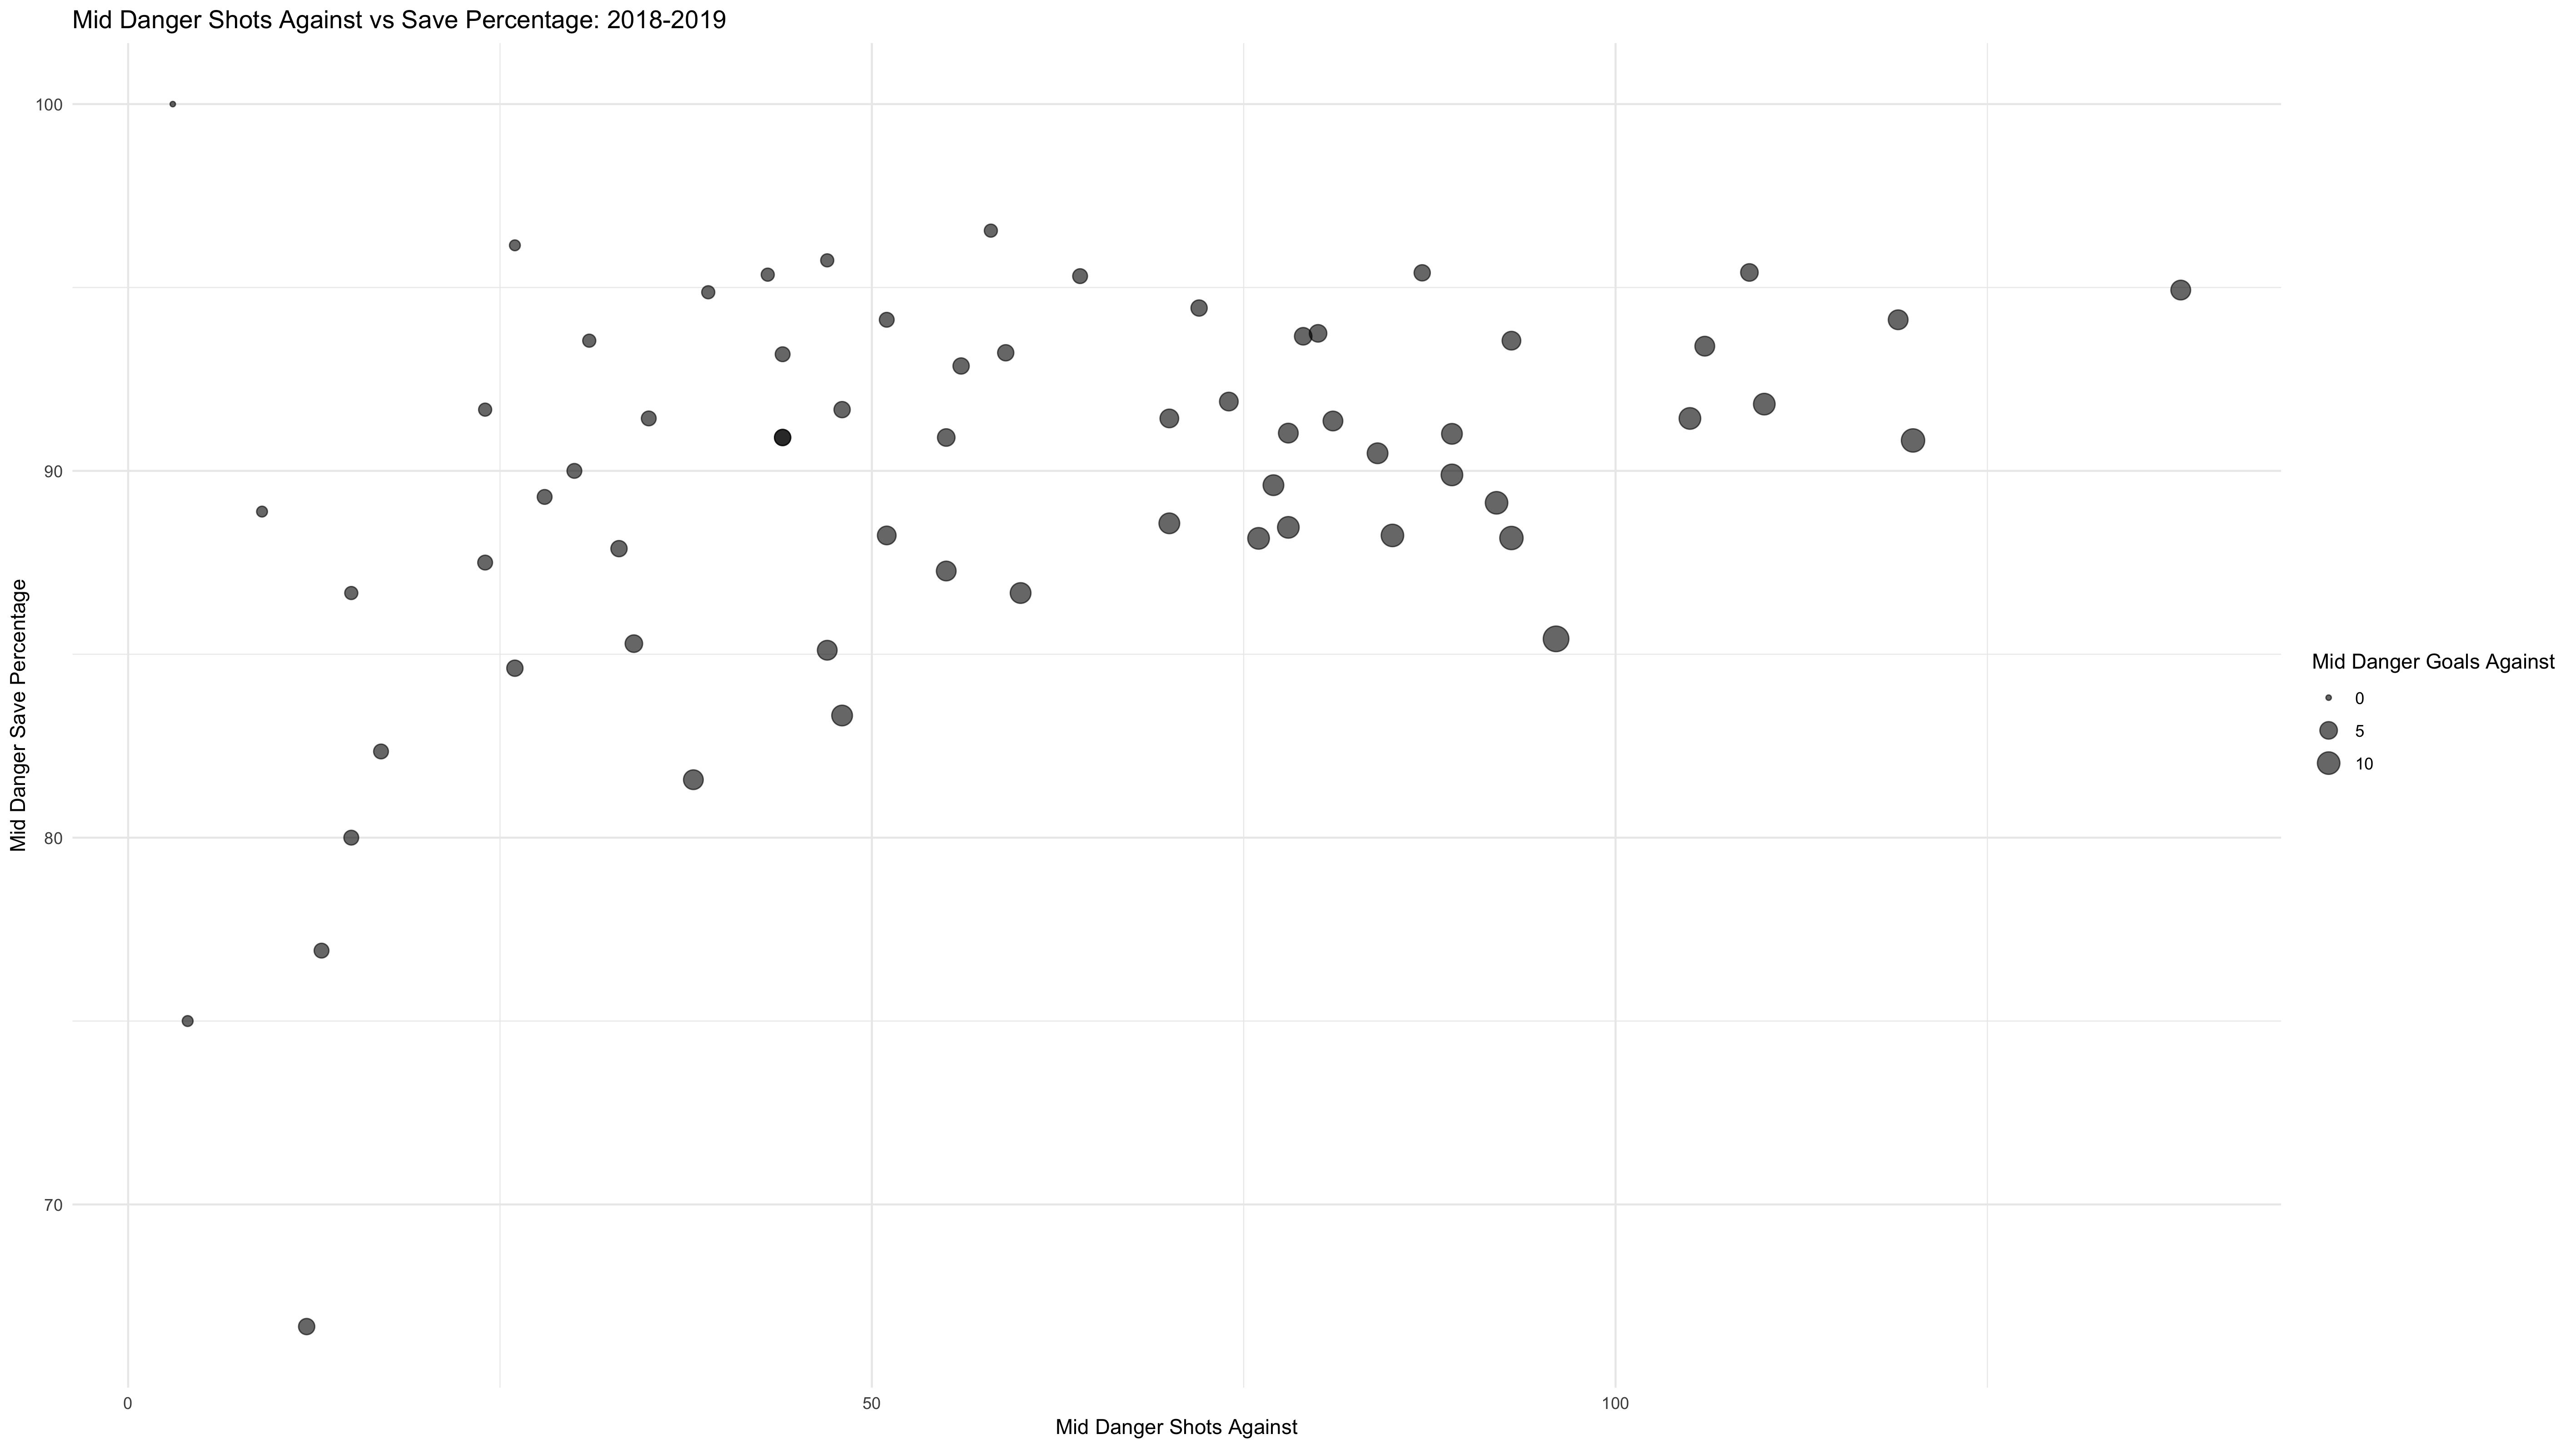 Mid Danger Shots Against vs Save Percentage: 2018-2019
100
90
80
70
Mid Danger Save Percentage
0
50
100
Mid Danger Shots Against
Mid Danger Goals Against
0
5
10